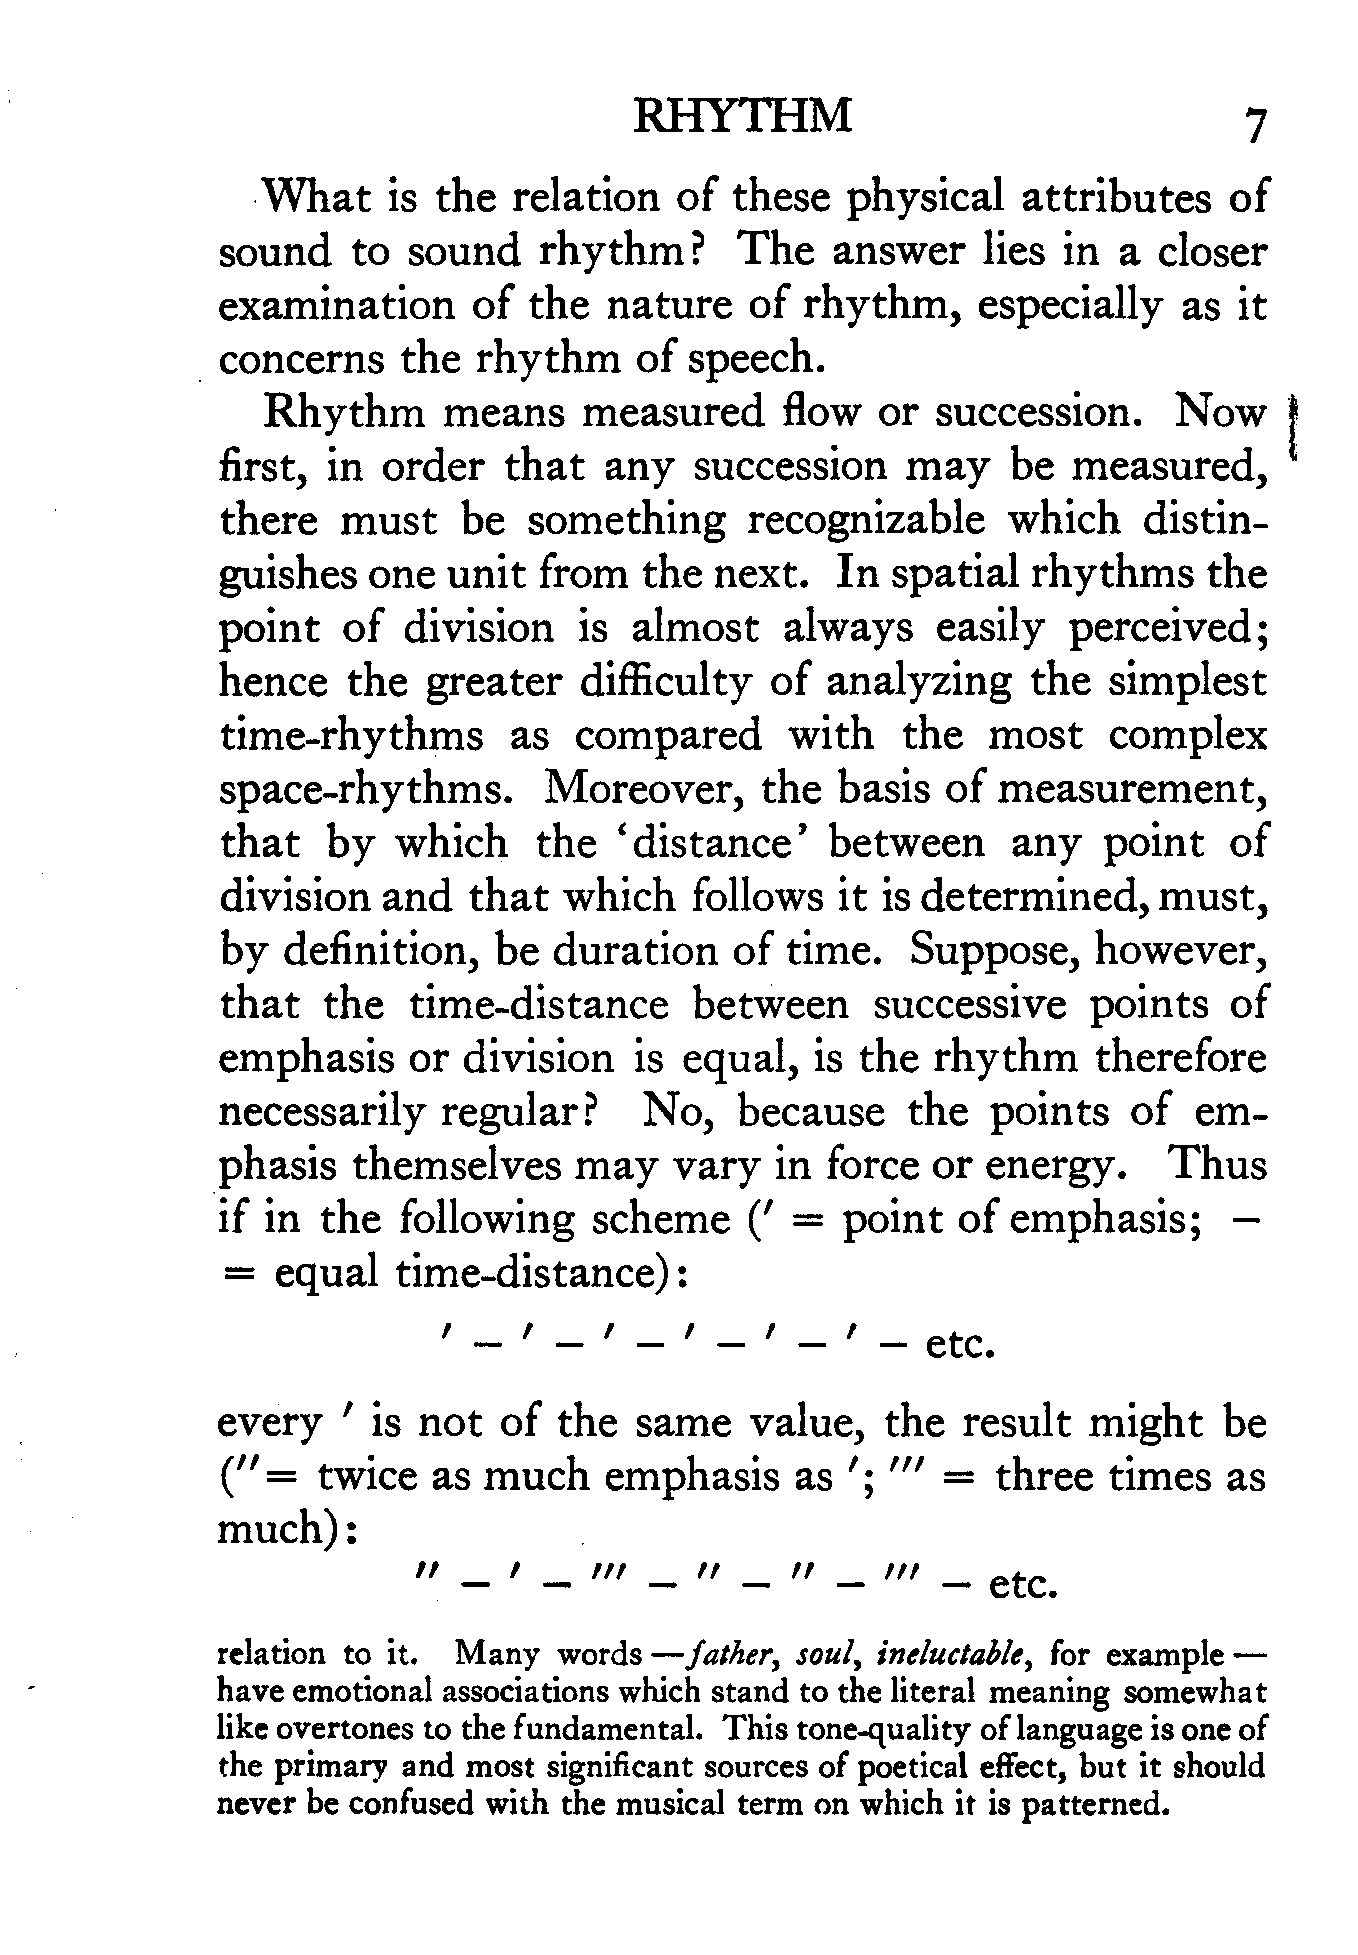 RHYTHM 7
What is the relation of these physical attributes of
sound to sound rhythm? The answer lies in a closer
examination of the nature of rhythm, especially as it
concerns the rhythm of speech.
Rhythm means measured flow or succession. Now
first, in order that any succession may be measured,
there must be something recognizable which distin-
guishes one unit from the next. In spatial rhythms the
point of division is almost always easily perceived;
hence the greater difficulty of analyzing the simplest
time-rhythms as compared with the most complex
space-rhythms. Moreover, the basis of measurement,
that by which the ‘distance’ between any point of
division and that which follows it is determined, must,
by definition, be duration of time. Suppose, however,
that the time-distance between successive points of
emphasis or division is equal, is the rhythm therefore
necessarily regular? No, because the points of em-
phasis themselves may vary in force or energy. Thus
if in the following scheme (′ = point of emphasis; –
= equal time-distance):
′ – ′ – ′ – ′ – ′ – ′ – etc.
every ′ is not of the same value, the result might be
(″ = twice as much emphasis as ′; ‴ = three times as
much):
″ – ′ – ‴ – ″ – ″ – ‴ – etc.
relation to it. Many words —father, soul, ineluctable, for example —
have emotional associations which stand to the literal meaning somewhat
like overtones to the fundamental. This tone-quality of language is one of
the primary and most significant sources of poetical effect, but it should
never be confused with the musical term on which it is patterned.